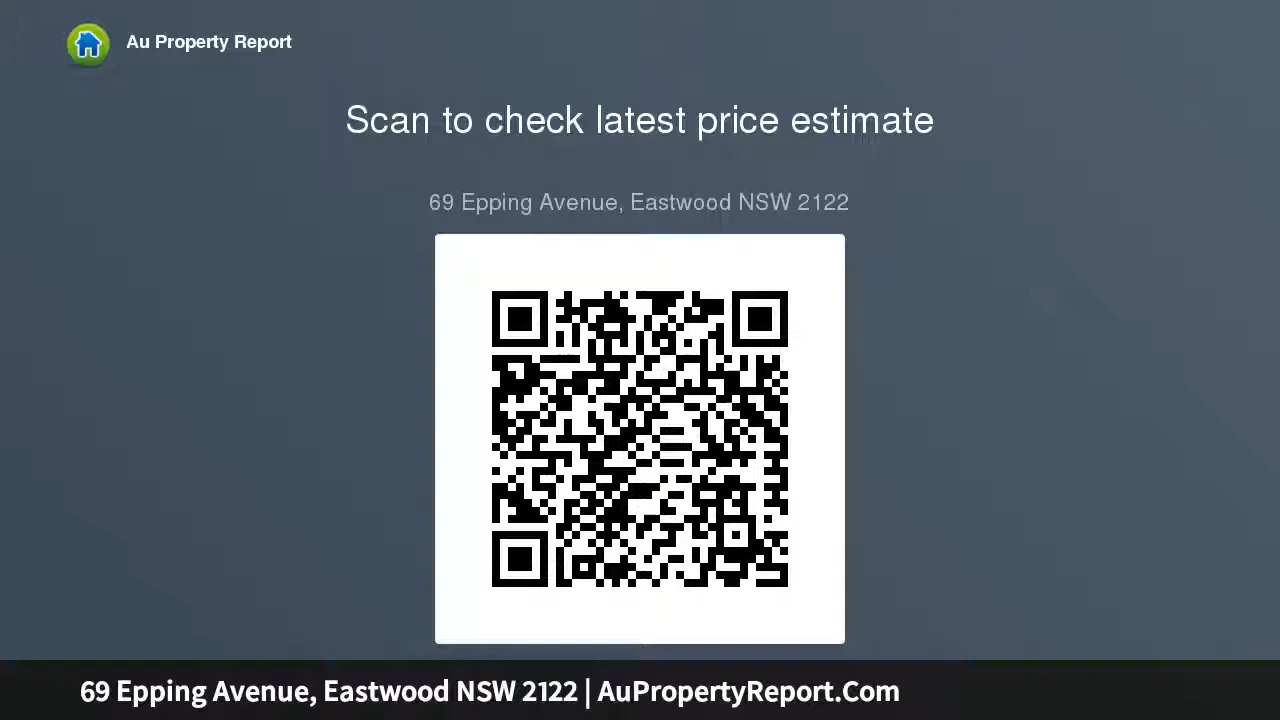 Au Property Report
Scan to check latest price estimate
69 Epping Avenue, Eastwood NSW 2122
69 Epping Avenue, Eastwood NSW 2122 | AuPropertyReport.Com